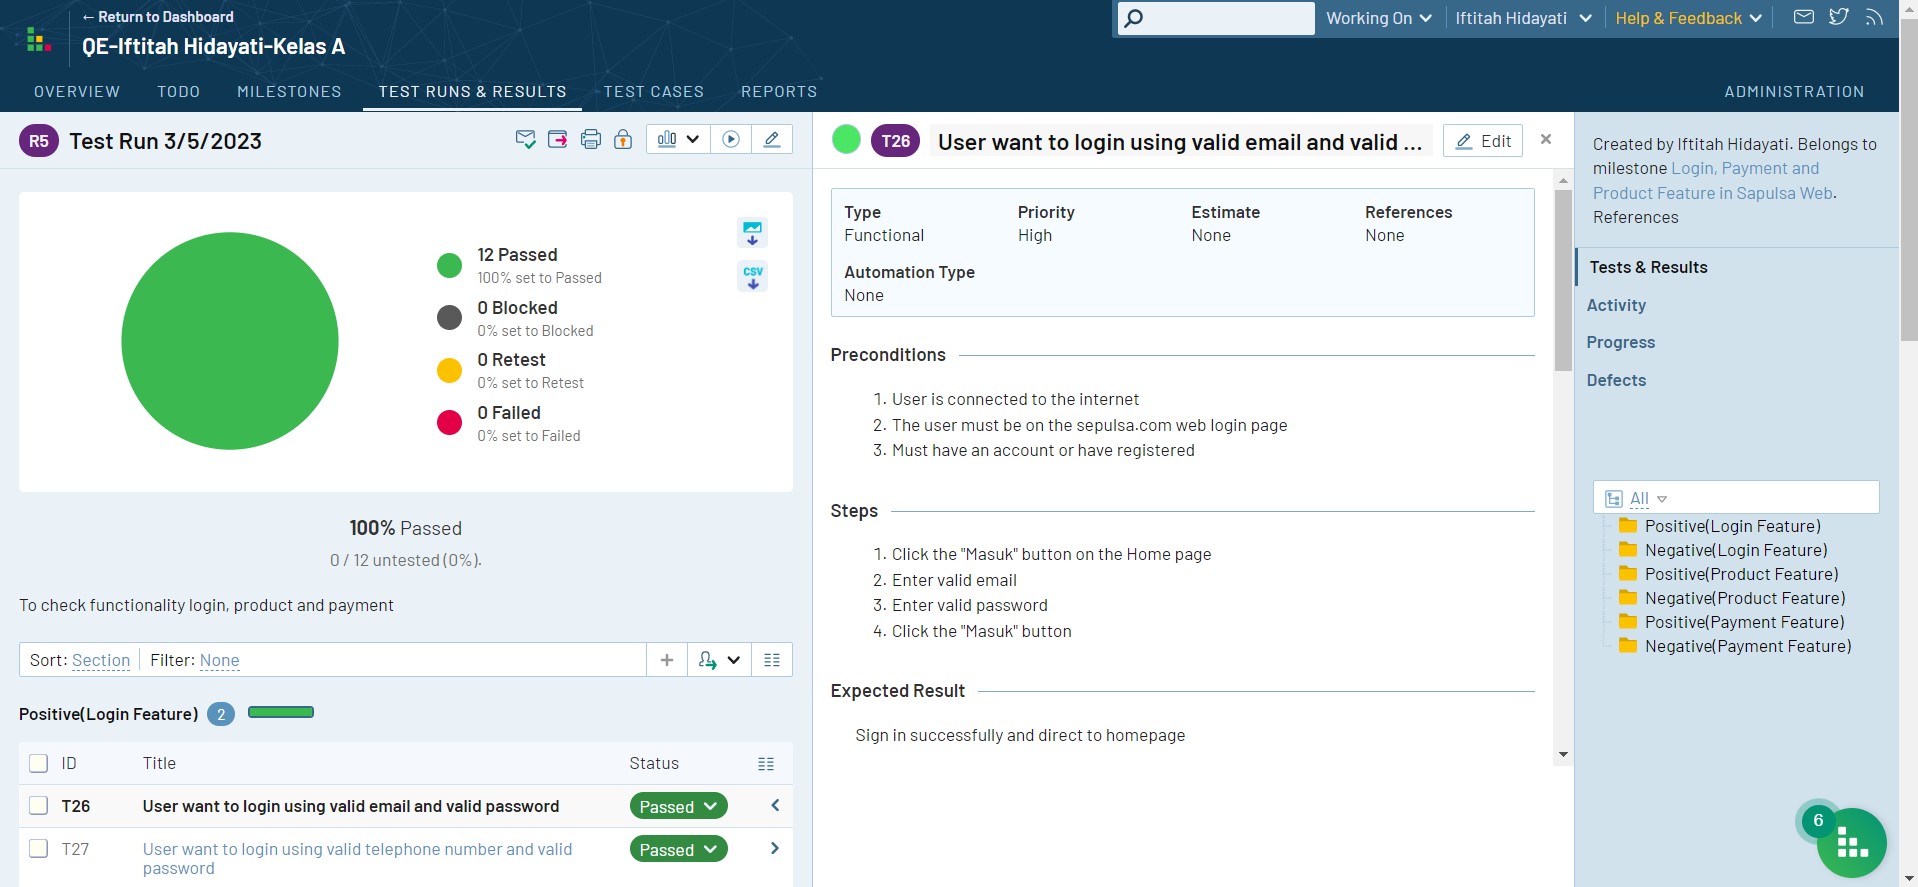 ← Return to Dashboard
QE-Iftitah Hidayati-Kelas A
Working On
Iftitah Hidayati
Help & Feedback
OVERVIEW
TODO
MILESTONES
TEST RUNS & RESULTS
TEST CASES
REPORTS
ADMINISTRATION
R5 Test Run 3/5/2023
12 Passed
100% set to Passed
0 Blocked
0% set to Blocked
0 Retest
0% set to Retest
0 Failed
0% set to Failed
CSV
100% Passed
0 / 12 untested (0%).
To check functionality login, product and payment
Sort: Section Filter: None
Positive(Login Feature) 2
ID Title Status
T26 User want to login using valid email and valid password Passed
T27 User want to login using valid telephone number and valid Passed
password
T26 User want to login using valid email and valid ... Edit
Type Priority Estimate References
Functional High None None
Automation Type
None
Preconditions
1. User is connected to the internet
2. The user must be on the sepulsa.com web login page
3. Must have an account or have registered
Steps
1. Click the "Masuk" button on the Home page
2. Enter valid email
3. Enter valid password
4. Click the "Masuk" button
Expected Result
Sign in successfully and direct to homepage
Created by Iftitah Hidayati. Belongs to
milestone Login, Payment and
Product Feature in Sapulsa Web.
References
Tests & Results
Activity
Progress
Defects
All
Positive(Login Feature)
Negative(Login Feature)
Positive(Product Feature)
Negative(Product Feature)
Positive(Payment Feature)
Negative(Payment Feature)
6